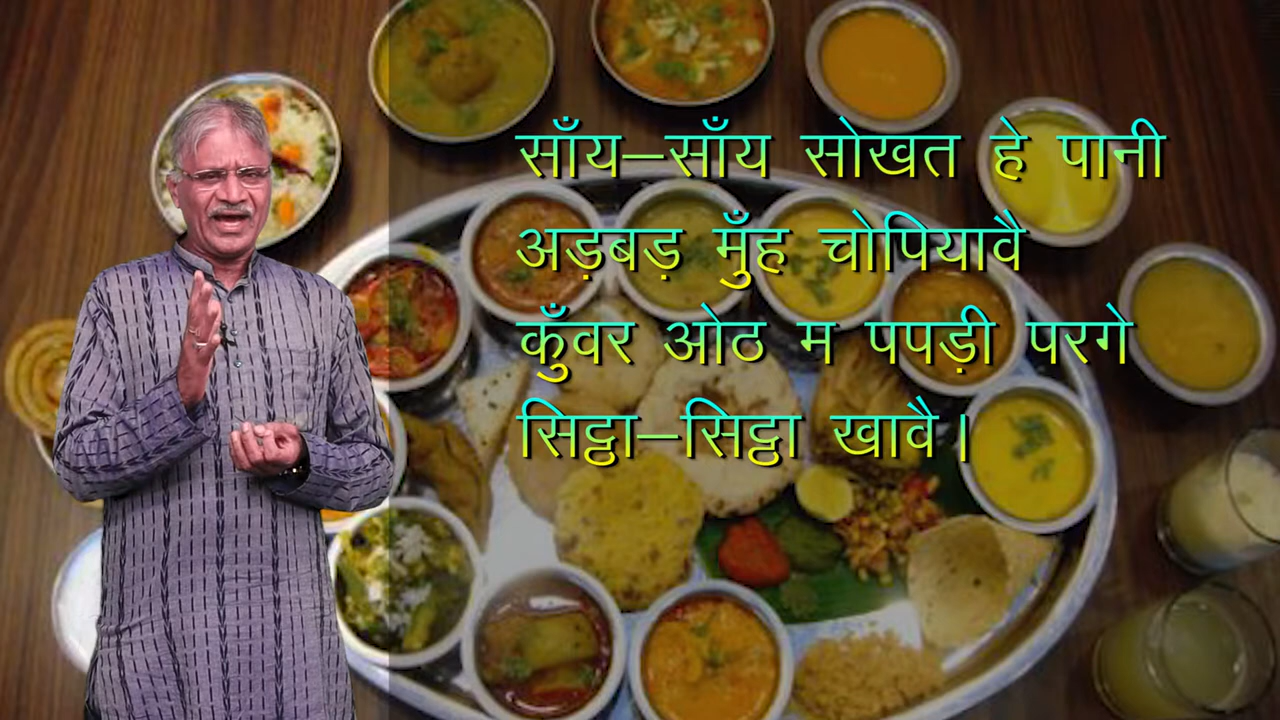 साँय–साँय सोखत हे पानी
अड़बड़ मुँह चोपियावै
कुँवर ओठ म पपड़ी परगे
सिट्ठा–सिट्ठा खावै।